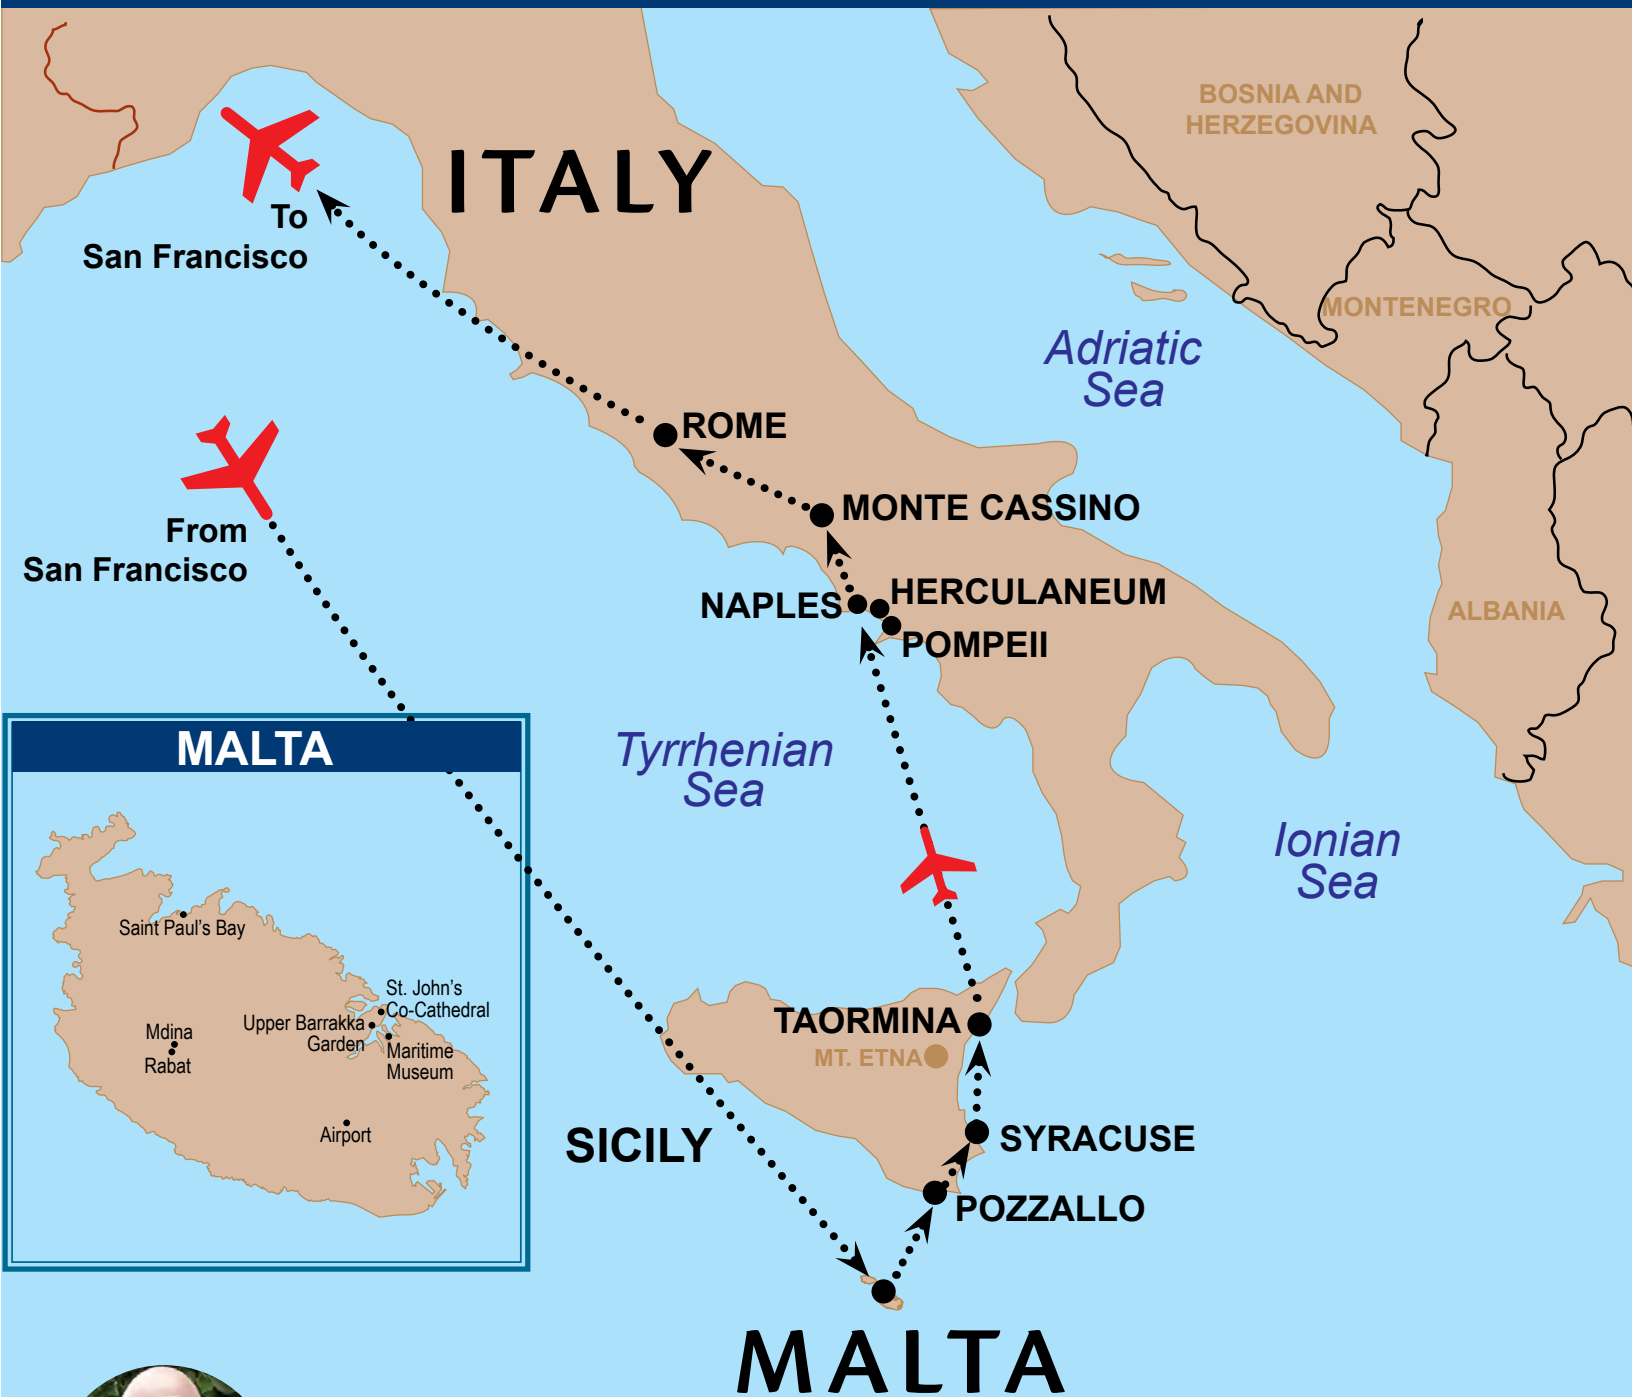 BOSNIA AND
HERZEGOVINA
ITALY
To
San Francisco
MONTENEGRO
Adriatic
Sea
ROME
MONTE CASSINO
From
San Francisco
HERCULANEUM
NAPLES
POMPEII
ALBANIA
MALTA
Tyrrhenian
Sea
Ionian
Sea
Saint Paul's Bay
St. John's
Co-Cathedral
Upper Barrakka
Garden
Mdina
Rabat
Maritime
Museum
Airport
TAORMINA
MT. ETNA
SICILY
SYRACUSE
POZZALLO
MALTA